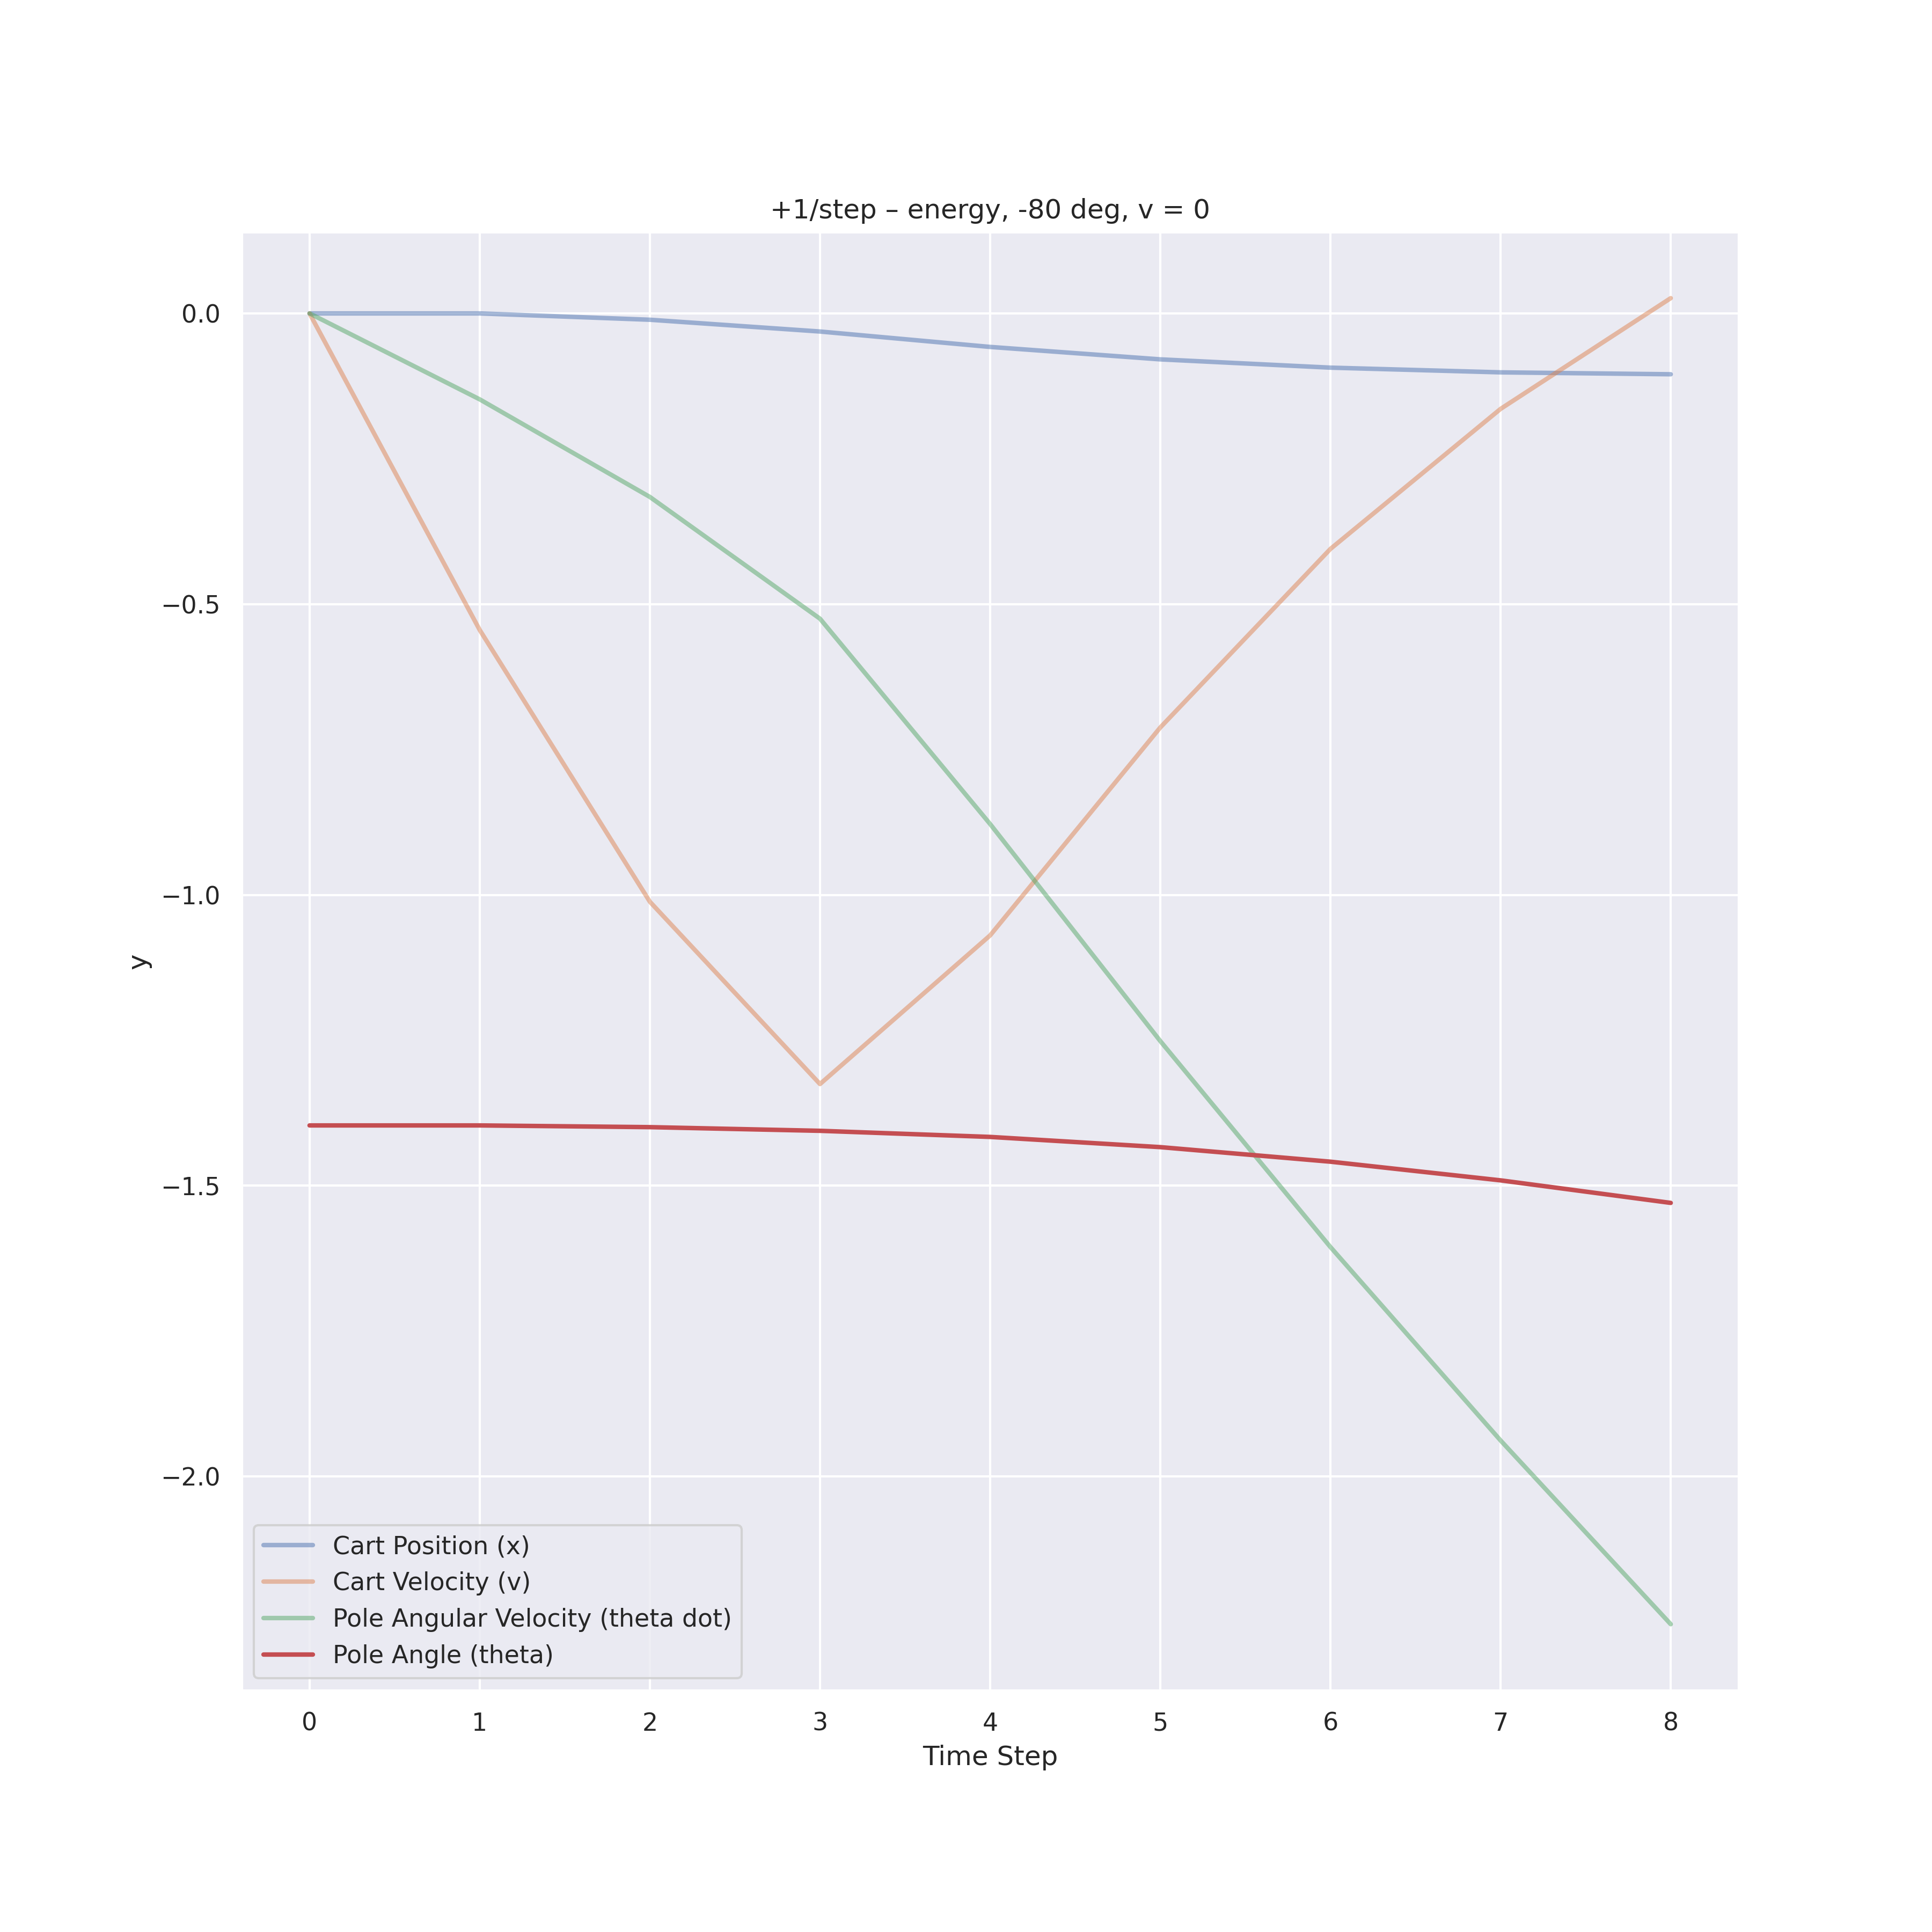 +1/step – energy, -80 deg, v = 0
0.0
−0.5
−1.0
−1.5
−2.0
y
Cart Position (x)
Cart Velocity (v)
Pole Angular Velocity (theta dot)
Pole Angle (theta)
0 1 2 3 4 5 6 7 8
Time Step